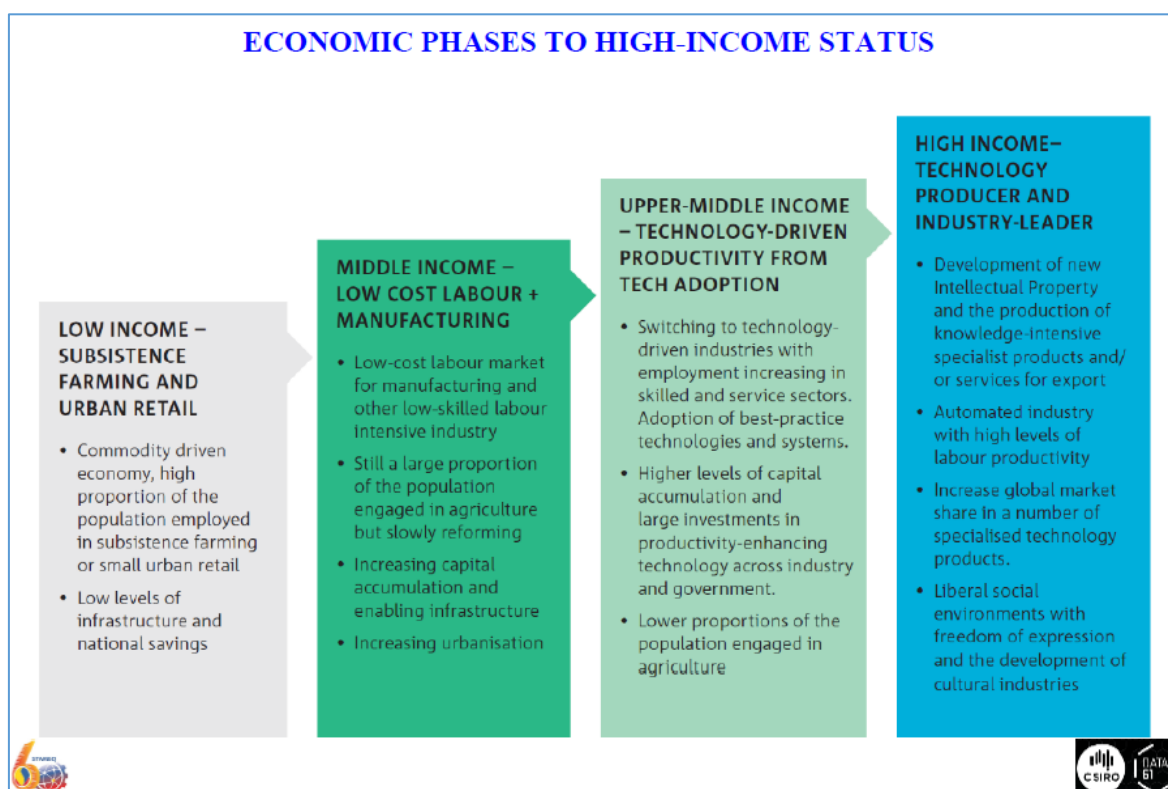 ECONOMIC PHASES TO HIGH-INCOME STATUS
LOW INCOME –
SUBSISTENCE
FARMING AND
URBAN RETAIL
• Commodity driven
economy, high
proportion of the
population employed
in subsistence farming
or small urban retail
• Low levels of
infrastructure and
national savings
MIDDLE INCOME –
LOW COST LABOUR +
MANUFACTURING
• Low-cost labour market
for manufacturing and
other low-skilled labour
intensive industry
• Still a large proportion
of the population
engaged in agriculture
but slowly reforming
• Increasing capital
accumulation and
enabling infrastructure
• Increasing urbanisation
UPPER-MIDDLE INCOME
– TECHNOLOGY-DRIVEN
PRODUCTIVITY FROM
TECH ADOPTION
• Switching to technology-
driven industries with
employment increasing in
skilled and service sectors.
Adoption of best-practice
technologies and systems.
• Higher levels of capital
accumulation and
large investments in
productivity-enhancing
technology across industry
and government.
• Lower proportions of the
population engaged in
agriculture
HIGH INCOME–
TECHNOLOGY
PRODUCER AND
INDUSTRY-LEADER
• Development of new
Intellectual Property
and the production of
knowledge-intensive
specialist products and/
or services for export
• Automated industry
with high levels of
labour productivity
• Increase global market
share in a number of
specialised technology
products.
• Liberal social
environments with
freedom of expression
and the development of
cultural industries
CSIRO
DATA
61